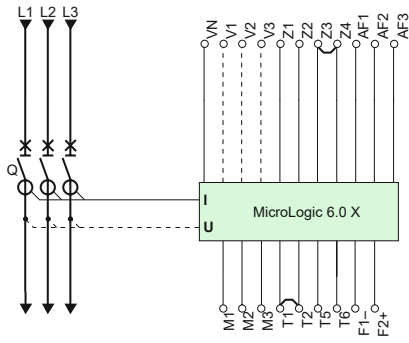 L1 L2 L3
VN V1 V2 V3 Z1 Z2 Z3 Z4 AF1 AF2 AF3
Q
I
MicroLogic 6.0 X
U
M1 M2 M3 T1 T2 T5 T6 F1– F2+